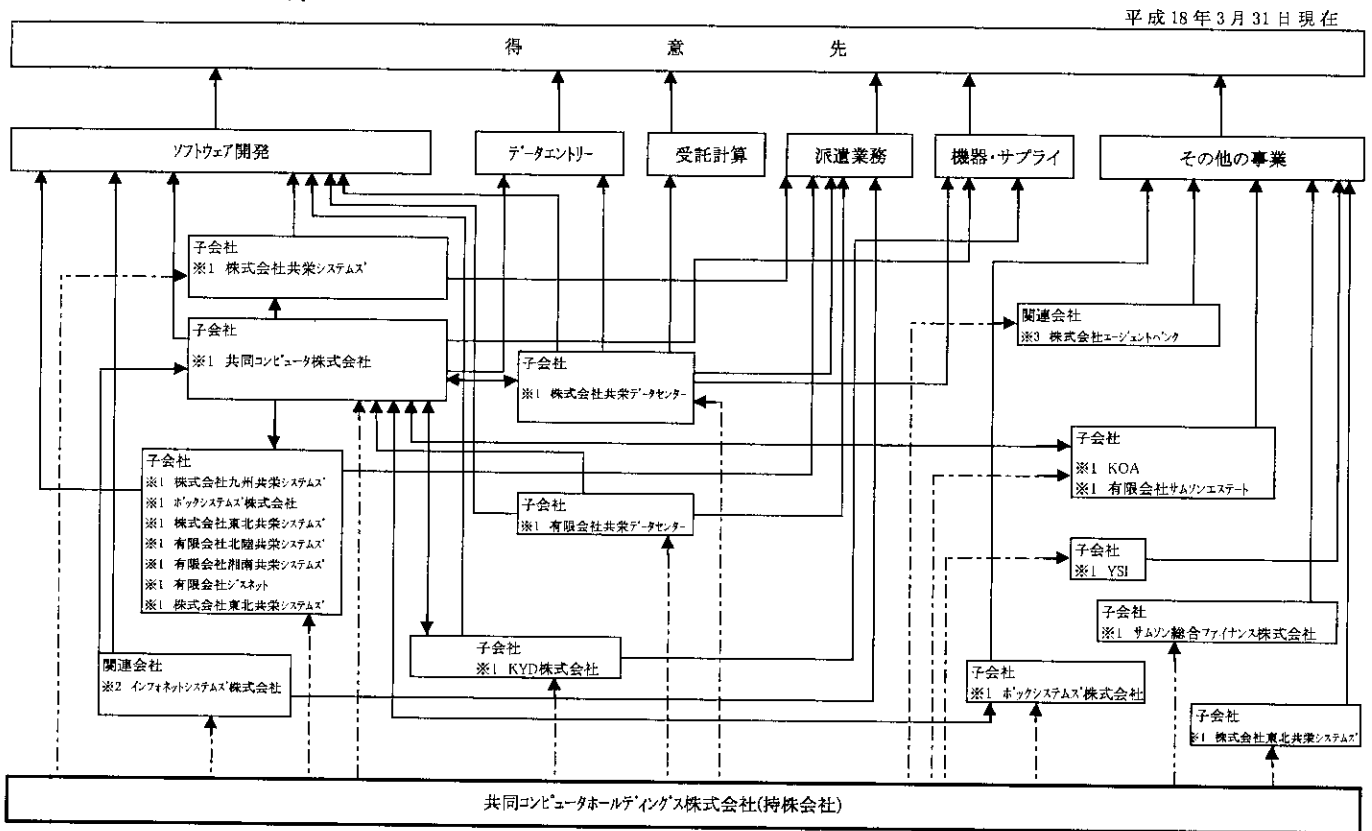 平成18年3月31日現在
得意先
ソフトウェア開発
データエントリー
受託計算
派遣業務
機器・サプライ
その他の事業
子会社
※1 株式会社共栄システムズ
子会社
※1 共同コンピュータ株式会社
子会社
※1 株式会社共栄データセンター
関連会社
※3 株式会社エージェントバンク
子会社
※1 株式会社九州共栄システムズ
※1 ボックシステムズ株式会社
※1 株式会社東北共栄システムズ
※1 有限会社北陸共栄システムズ
※1 有限会社湘南共栄システムズ
※1 有限会社ジスネット
※1 株式会社東北共栄システムズ
子会社
※1 有限会社共栄データセンター
子会社
※1 KOA
※1 有限会社サムソンエステート
子会社
※1 YSI
子会社
※1 サムソン総合ファイナンス株式会社
関連会社
※2 インフォネットシステムズ株式会社
子会社
※1 KYD株式会社
子会社
※1 ボックシステムズ株式会社
子会社
※1 株式会社東北共栄システムズ
共同コンピュータホールディングス株式会社(持株会社)